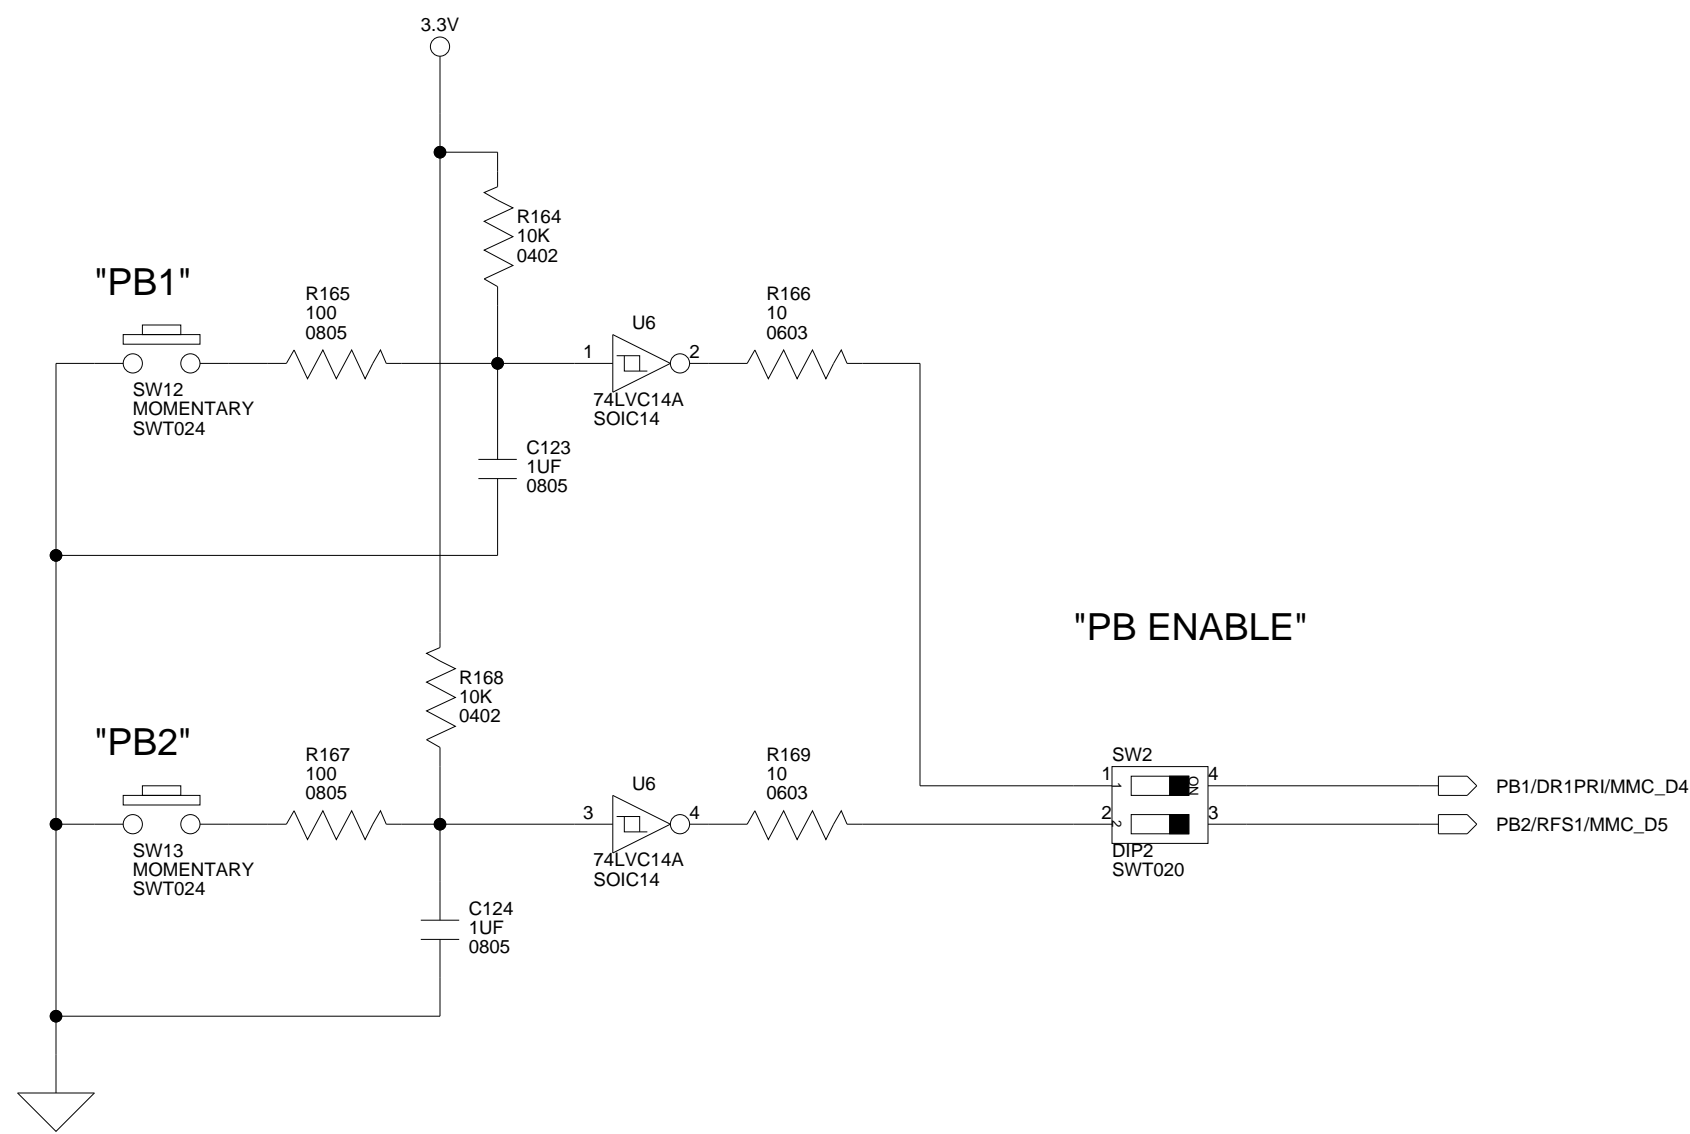 3.3V
R164
10K
0402
"PB1"
R165
100
0805
R166
10
0603
U6
1
2
SW12
MOMENTARY
SWT024
74LVC14A
SOIC14
C123
1UF
0805
"PB ENABLE"
R168
10K
0402
"PB2"
R167
100
0805
R169
10
0603
U6
3
4
SW13
MOMENTARY
SWT024
74LVC14A
SOIC14
SW2
1
1
ON
4
2
2
3
DIP2
SWT020
PB1/DR1PRI/MMC_D4
PB2/RFS1/MMC_D5
C124
1UF
0805